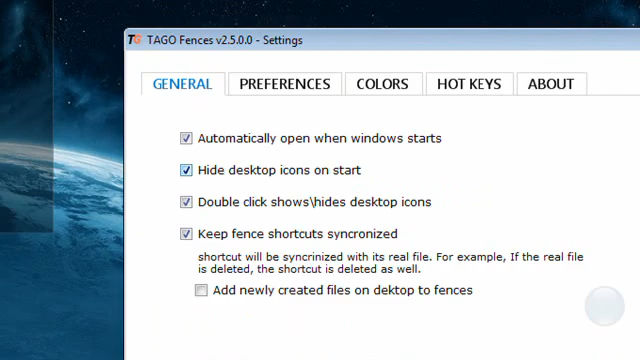 TG TAGO Fences v2.5.0.0 - Settings
GENERAL PREFERENCES COLORS HOT KEYS ABOUT
Automatically open when windows starts
Hide desktop icons on start
Double click shows\hides desktop icons
Keep fence shortcuts syncronized
shortcut will be syncrinized with its real file. For example, If the real file
is deleted, the shortcut is deleted as well.
Add newly created files on dektop to fences